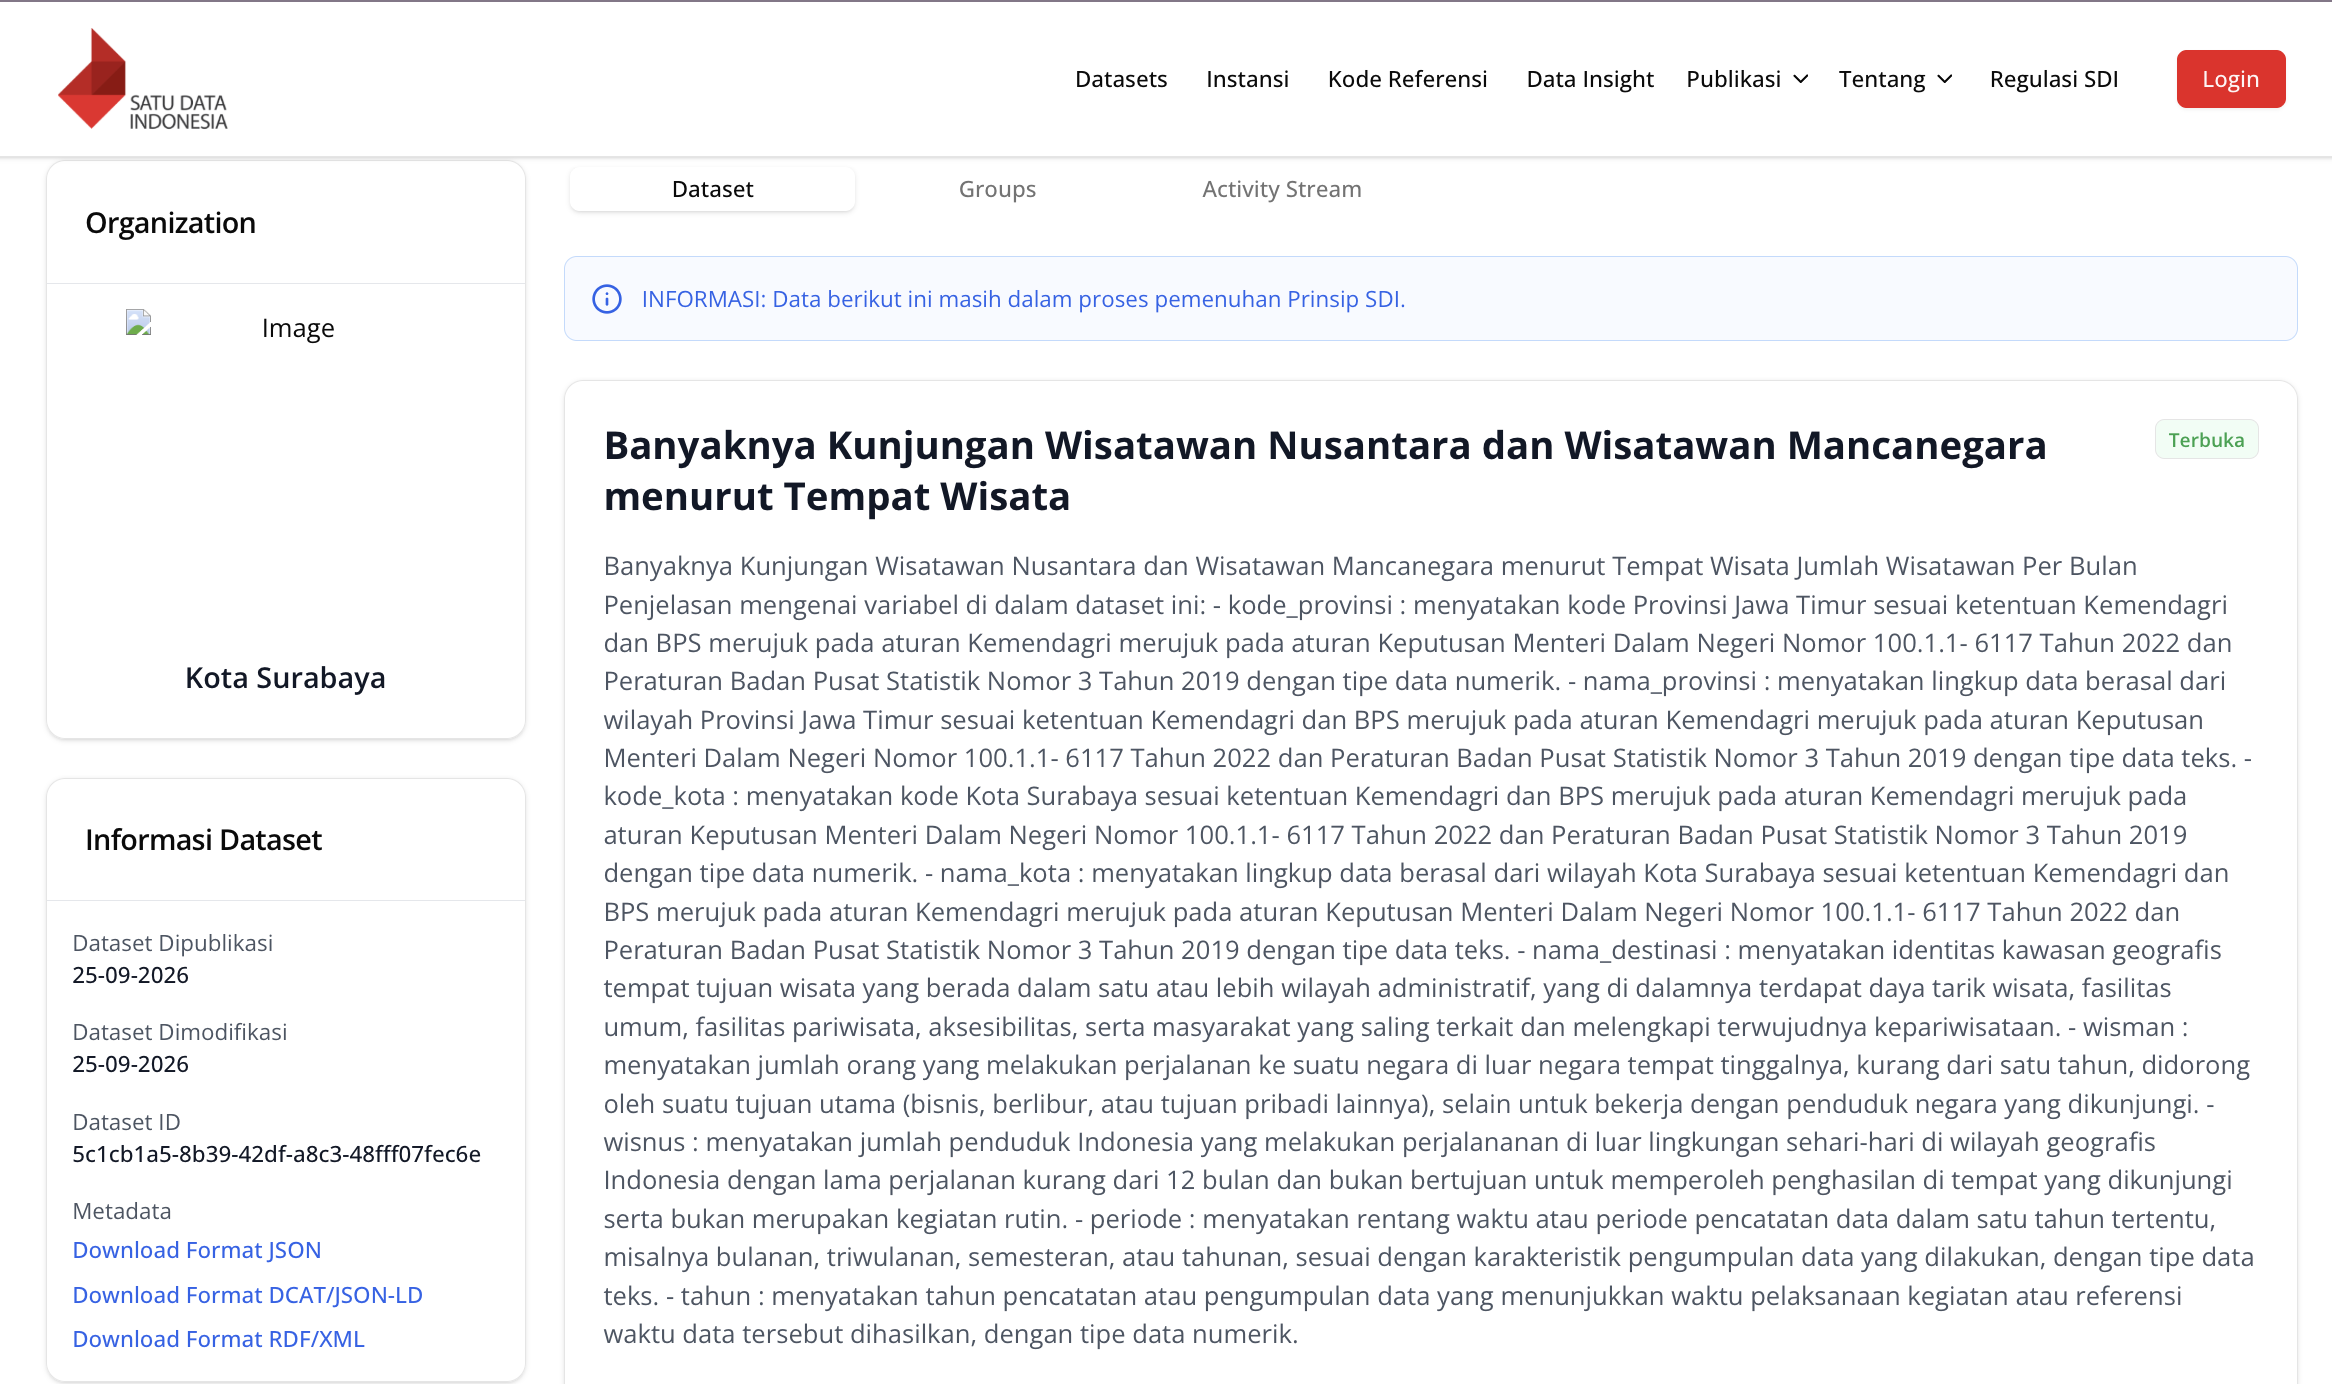 SATU DATA
INDONESIA
Datasets Instansi Kode Referensi Data Insight Publikasi Tentang Regulasi SDI Login
Organization
Image
Kota Surabaya
Informasi Dataset
Dataset Dipublikasi
25-09-2026
Dataset Dimodifikasi
25-09-2026
Dataset ID
5c1cb1a5-8b39-42df-a8c3-48fff07fec6e
Metadata
Download Format JSON
Download Format DCAT/JSON-LD
Download Format RDF/XML
Dataset Groups Activity Stream
INFORMASI: Data berikut ini masih dalam proses pemenuhan Prinsip SDI.
Banyaknya Kunjungan Wisatawan Nusantara dan Wisatawan Mancanegara
menurut Tempat Wisata
Terbuka
Banyaknya Kunjungan Wisatawan Nusantara dan Wisatawan Mancanegara menurut Tempat Wisata Jumlah Wisatawan Per Bulan
Penjelasan mengenai variabel di dalam dataset ini: - kode_provinsi : menyatakan kode Provinsi Jawa Timur sesuai ketentuan Kemendagri
dan BPS merujuk pada aturan Kemendagri merujuk pada aturan Keputusan Menteri Dalam Negeri Nomor 100.1.1- 6117 Tahun 2022 dan
Peraturan Badan Pusat Statistik Nomor 3 Tahun 2019 dengan tipe data numerik. - nama_provinsi : menyatakan lingkup data berasal dari
wilayah Provinsi Jawa Timur sesuai ketentuan Kemendagri dan BPS merujuk pada aturan Kemendagri merujuk pada aturan Keputusan
Menteri Dalam Negeri Nomor 100.1.1- 6117 Tahun 2022 dan Peraturan Badan Pusat Statistik Nomor 3 Tahun 2019 dengan tipe data teks. -
kode_kota : menyatakan kode Kota Surabaya sesuai ketentuan Kemendagri dan BPS merujuk pada aturan Kemendagri merujuk pada
aturan Keputusan Menteri Dalam Negeri Nomor 100.1.1- 6117 Tahun 2022 dan Peraturan Badan Pusat Statistik Nomor 3 Tahun 2019
dengan tipe data numerik. - nama_kota : menyatakan lingkup data berasal dari wilayah Kota Surabaya sesuai ketentuan Kemendagri dan
BPS merujuk pada aturan Kemendagri merujuk pada aturan Keputusan Menteri Dalam Negeri Nomor 100.1.1- 6117 Tahun 2022 dan
Peraturan Badan Pusat Statistik Nomor 3 Tahun 2019 dengan tipe data teks. - nama_destinasi : menyatakan identitas kawasan geografis
tempat tujuan wisata yang berada dalam satu atau lebih wilayah administratif, yang di dalamnya terdapat daya tarik wisata, fasilitas
umum, fasilitas pariwisata, aksesibilitas, serta masyarakat yang saling terkait dan melengkapi terwujudnya kepariwisataan. - wisman :
menyatakan jumlah orang yang melakukan perjalanan ke suatu negara di luar negara tempat tinggalnya, kurang dari satu tahun, didorong
oleh suatu tujuan utama (bisnis, berlibur, atau tujuan pribadi lainnya), selain untuk bekerja dengan penduduk negara yang dikunjungi. -
wisnus : menyatakan jumlah penduduk Indonesia yang melakukan perjalananan di luar lingkungan sehari-hari di wilayah geografis
Indonesia dengan lama perjalanan kurang dari 12 bulan dan bukan bertujuan untuk memperoleh penghasilan di tempat yang dikunjungi
serta bukan merupakan kegiatan rutin. - periode : menyatakan rentang waktu atau periode pencatatan data dalam satu tahun tertentu,
misalnya bulanan, triwulanan, semesteran, atau tahunan, sesuai dengan karakteristik pengumpulan data yang dilakukan, dengan tipe data
teks. - tahun : menyatakan tahun pencatatan atau pengumpulan data yang menunjukkan waktu pelaksanaan kegiatan atau referensi
waktu data tersebut dihasilkan, dengan tipe data numerik.